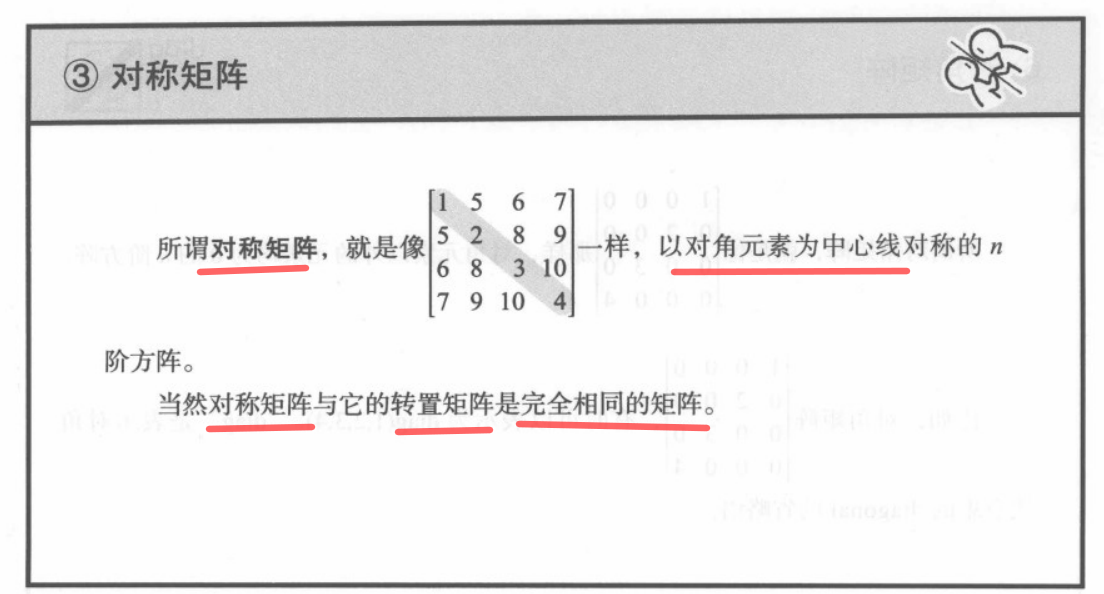 ③ 对称矩阵
1 5 6 7
所谓对称矩阵，就是像 5 2 8 9 一样，以对角元素为中心线对称的 n
6 8 3 10
7 9 10 4
阶方阵。
当然对称矩阵与它的转置矩阵是完全相同的矩阵。